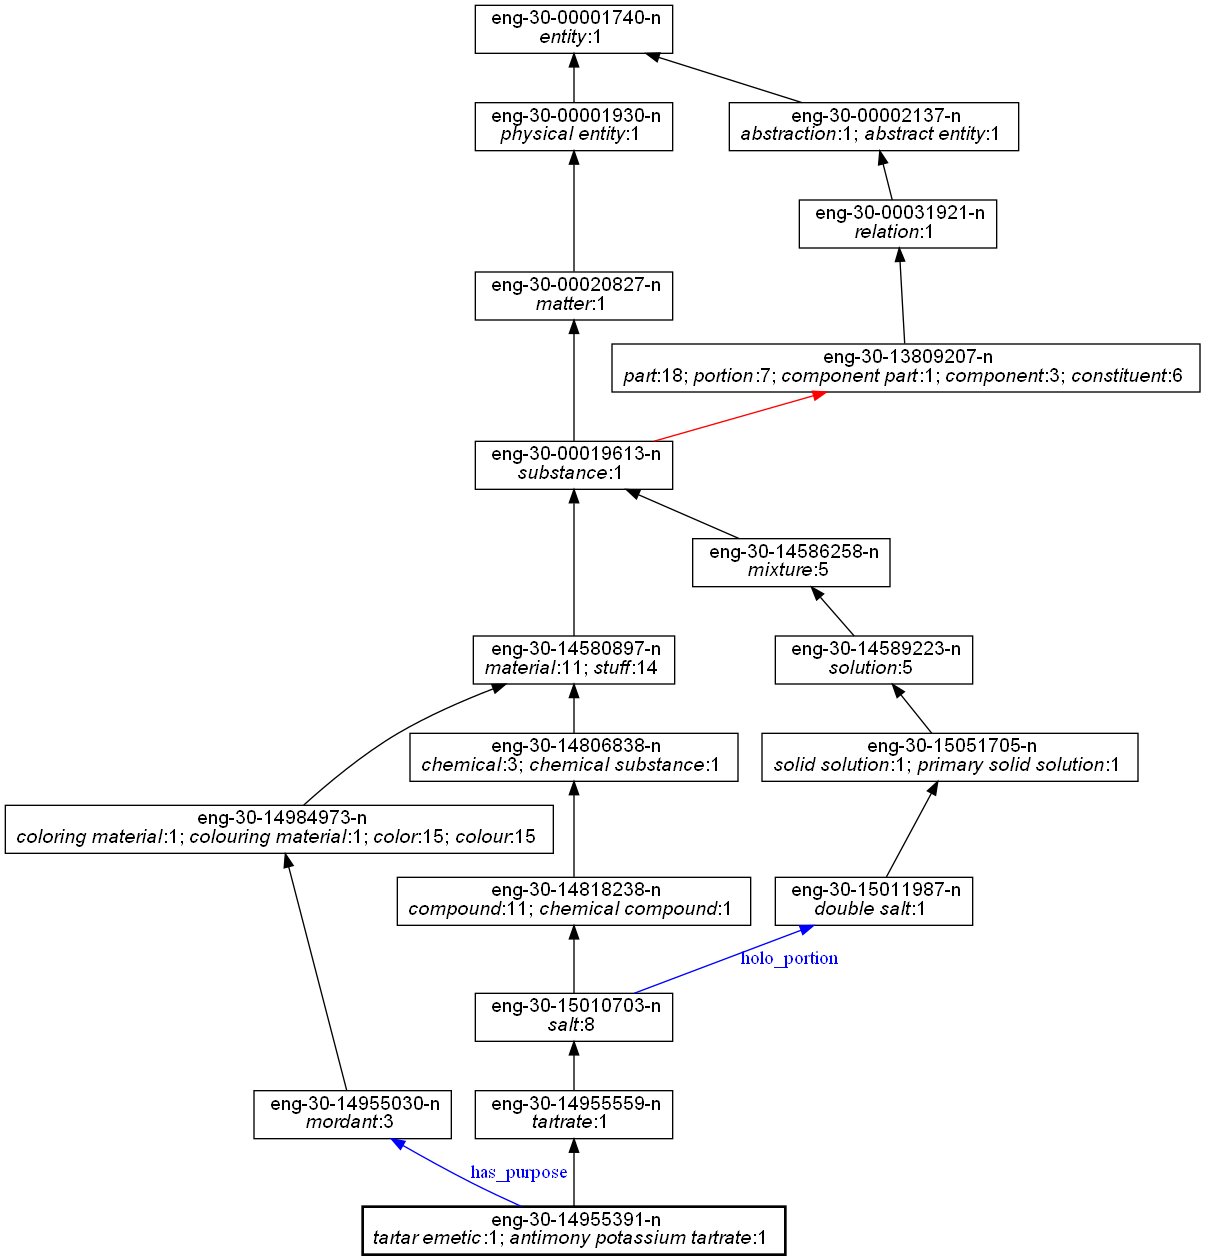 eng-30-00001740-n
entity:1
eng-30-00001930-n
physical entity:1
eng-30-00002137-n
abstraction:1; abstract entity:1
eng-30-00031921-n
relation:1
eng-30-00020827-n
matter:1
eng-30-13809207-n
part:18; portion:7; component part:1; component:3; constituent:6
eng-30-00019613-n
substance:1
eng-30-14586258-n
mixture:5
eng-30-14580897-n
material:11; stuff:14
eng-30-14589223-n
solution:5
eng-30-14806838-n
chemical:3; chemical substance:1
eng-30-15051705-n
solid solution:1; primary solid solution:1
eng-30-14984973-n
coloring material:1; colouring material:1; color:15; colour:15
eng-30-14818238-n
compound:11; chemical compound:1
eng-30-15011987-n
double salt:1
holo_portion
eng-30-15010703-n
salt:8
eng-30-14955030-n
mordant:3
eng-30-14955559-n
tartrate:1
has_purpose
eng-30-14955391-n
tartar emetic:1; antimony potassium tartrate:1